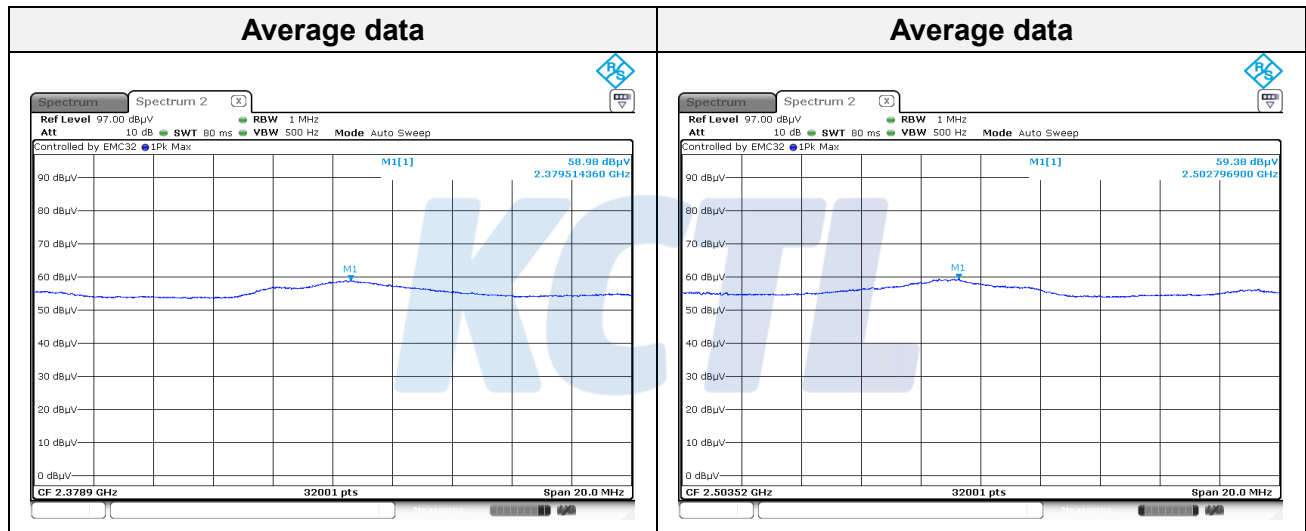 Average data
Average data
R&S
Spectrum
Spectrum 2
X
Ref Level 97.00 dBµV
RBW 1 MHz
Att 10 dB SWT 80 ms VBW 500 Hz Mode Auto Sweep
Controlled by EMC32 1Pk Max
M1[1] 58.98 dBµV
2.379514360 GHz
90 dBµV
80 dBµV
70 dBµV
M1
60 dBµV
50 dBµV
40 dBµV
30 dBµV
20 dBµV
10 dBµV
0 dBµV
CF 2.3789 GHz 32001 pts Span 20.0 MHz
R&S
Spectrum
Spectrum 2
X
Ref Level 97.00 dBµV
RBW 1 MHz
Att 10 dB SWT 80 ms VBW 500 Hz Mode Auto Sweep
Controlled by EMC32 1Pk Max
M1[1] 59.38 dBµV
2.502796900 GHz
90 dBµV
80 dBµV
70 dBµV
M1
60 dBµV
50 dBµV
40 dBµV
30 dBµV
20 dBµV
10 dBµV
0 dBµV
CF 2.50352 GHz 32001 pts Span 20.0 MHz
KCTL